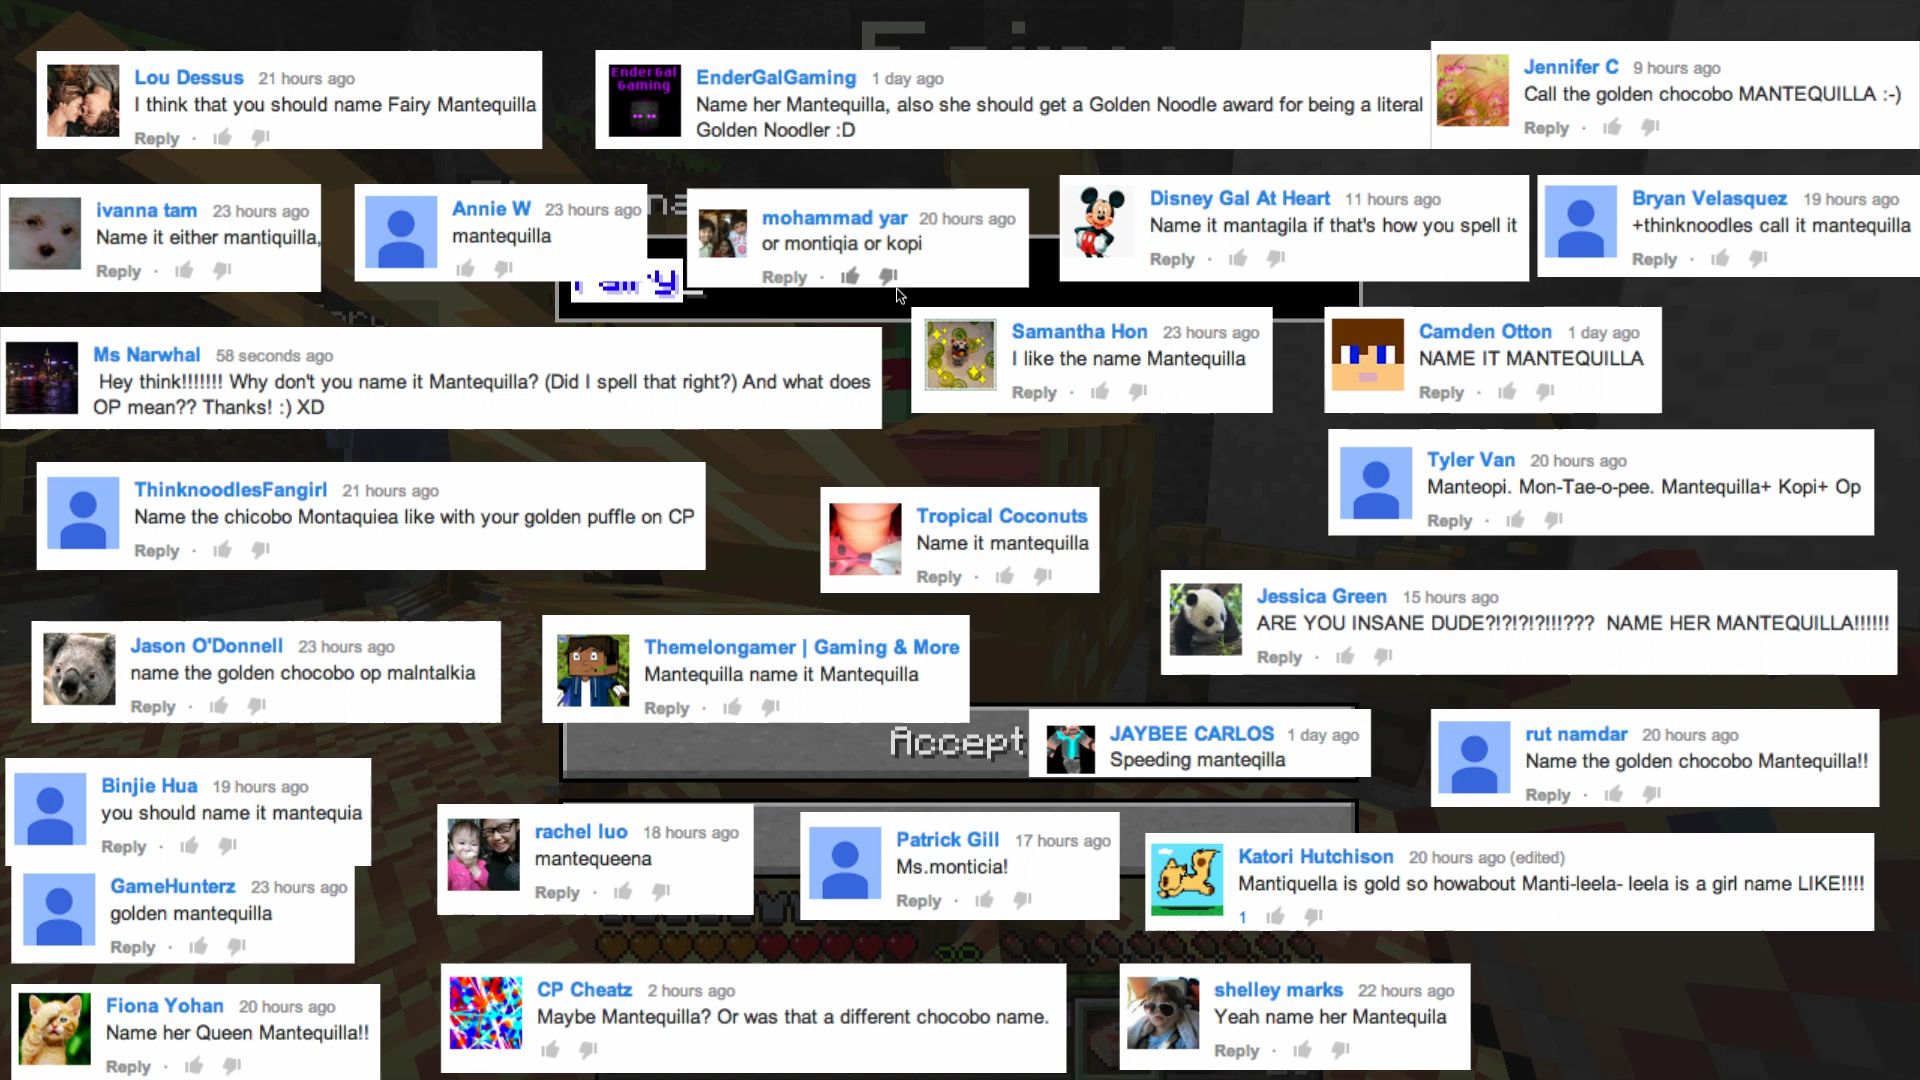 Lou Dessus 21 hours ago
I think that you should name Fairy Mantequilla
Reply ·
EnderGal
Gaming
EnderGalGaming 1 day ago
Name her Mantequilla, also she should get a Golden Noodle award for being a literal
Golden Noodler :D
Jennifer C 9 hours ago
Call the golden chocobo MANTEQUILLA :-)
Reply ·
ivanna tam 23 hours ago
Name it either mantiquilla,
Reply ·
Annie W 23 hours ago
mantequilla
mohammad yar 20 hours ago
or montiqia or kopi
Reply ·
Disney Gal At Heart 11 hours ago
Name it mantagila if that's how you spell it
Reply ·
Bryan Velasquez 19 hours ago
+thinknoodles call it mantequilla
Reply ·
Ms Narwhal 58 seconds ago
Hey think!!!!!!! Why don't you name it Mantequilla? (Did I spell that right?) And what does
OP mean?? Thanks! :) XD
Samantha Hon 23 hours ago
I like the name Mantequilla
Reply ·
Camden Otton 1 day ago
NAME IT MANTEQUILLA
Reply ·
ThinknoodlesFangirl 21 hours ago
Name the chicobo Montaquiea like with your golden puffle on CP
Reply ·
Tropical Coconuts
Name it mantequilla
Reply ·
Tyler Van 20 hours ago
Manteopi. Mon-Tae-o-pee. Mantequilla+ Kopi+ Op
Reply ·
Jessica Green 15 hours ago
ARE YOU INSANE DUDE?!?!?!?!!!??? NAME HER MANTEQUILLA!!!!!!
Reply ·
Jason O'Donnell 23 hours ago
name the golden chocobo op malntalkia
Reply ·
Themelongamer | Gaming & More
Mantequilla name it Mantequilla
Reply ·
Accept
JAYBEE CARLOS 1 day ago
Speeding manteqilla
rut namdar 20 hours ago
Name the golden chocobo Mantequilla!!
Reply ·
Binjie Hua 19 hours ago
you should name it mantequia
Reply ·
rachel luo 18 hours ago
mantequeena
Reply ·
Patrick Gill 17 hours ago
Ms.monticia!
Reply ·
Katori Hutchison 20 hours ago (edited)
Mantiquella is gold so howabout Manti-leela- leela is a girl name LIKE!!!!
1
GameHunterz 23 hours ago
golden mantequilla
Reply ·
Fiona Yohan 20 hours ago
Name her Queen Mantequilla!!
Reply ·
CP Cheatz 2 hours ago
Maybe Mantequilla? Or was that a different chocobo name.
shelley marks 22 hours ago
Yeah name her Mantequila
Reply ·